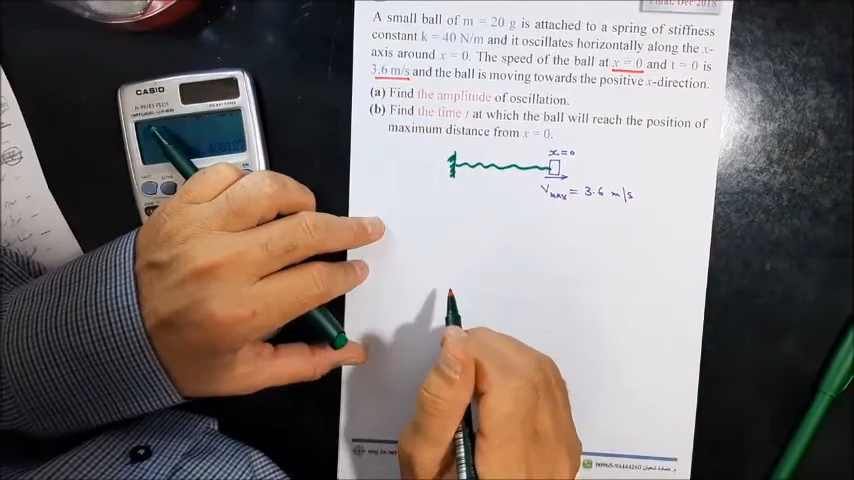 Final, Dec 2018
A small ball of m = 20 g is attached to a spring of stiffness
constant k = 40 N/m and it oscillates horizontally along the x-
axis around x = 0. The speed of the ball at x = 0 and t = 0 is
3.6 m/s and the ball is moving towards the positive x-direction.
(a) Find the amplitude of oscillation.
(b) Find the time t at which the ball will reach the position of
maximum distance from x = 0.
x=0
Vmax = 3.6 m/s
CASIO
00965-94444260